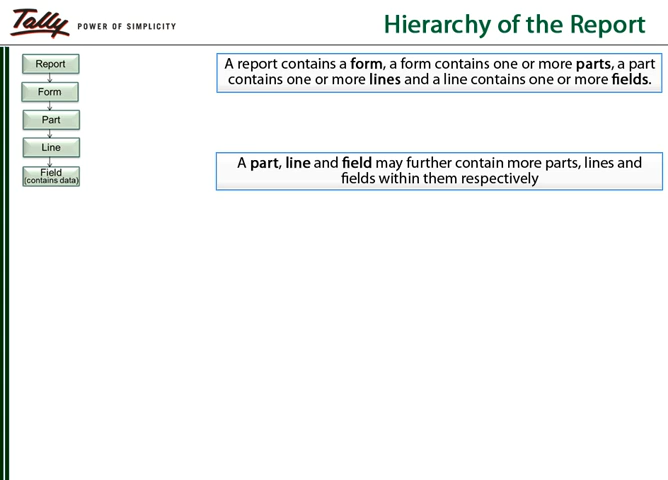 Tally POWER OF SIMPLICITY
Hierarchy of the Report
Report
Form
Part
Line
Field
(contains data)
A report contains a form, a form contains one or more parts, a part
contains one or more lines and a line contains one or more fields.
A part, line and field may further contain more parts, lines and
fields within them respectively